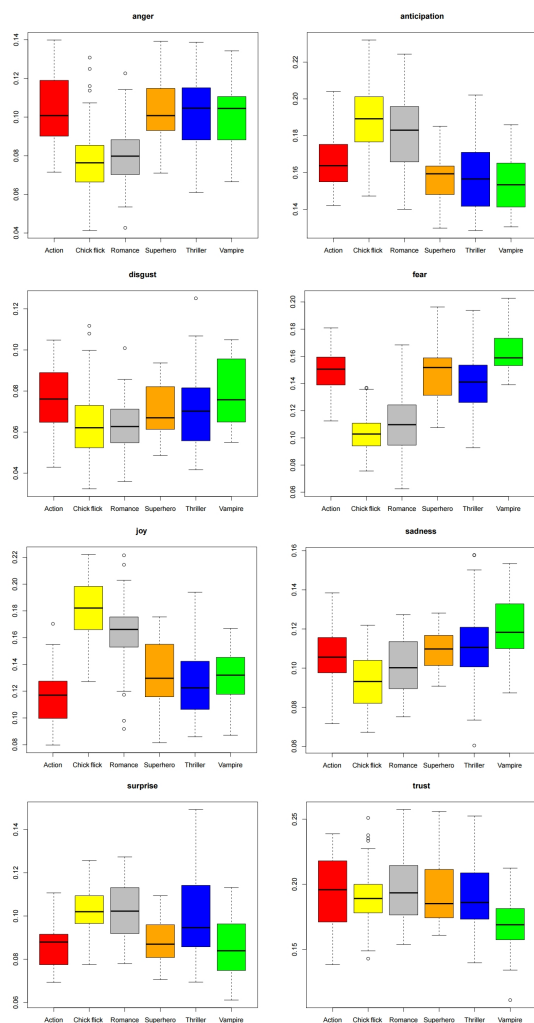 anger
0.04 0.06 0.08 0.10 0.12 0.14
Action Chick flick Romance Superhero Thriller Vampire
anticipation
0.14 0.16 0.18 0.20 0.22
Action Chick flick Romance Superhero Thriller Vampire
disgust
0.04 0.06 0.08 0.10 0.12
Action Chick flick Romance Superhero Thriller Vampire
fear
0.06 0.08 0.10 0.12 0.14 0.16 0.18 0.20
Action Chick flick Romance Superhero Thriller Vampire
joy
0.08 0.10 0.12 0.14 0.16 0.18 0.20 0.22
Action Chick flick Romance Superhero Thriller Vampire
sadness
0.06 0.08 0.10 0.12 0.14 0.16
Action Chick flick Romance Superhero Thriller Vampire
surprise
0.06 0.08 0.10 0.12 0.14
Action Chick flick Romance Superhero Thriller Vampire
trust
0.15 0.20 0.25
Action Chick flick Romance Superhero Thriller Vampire